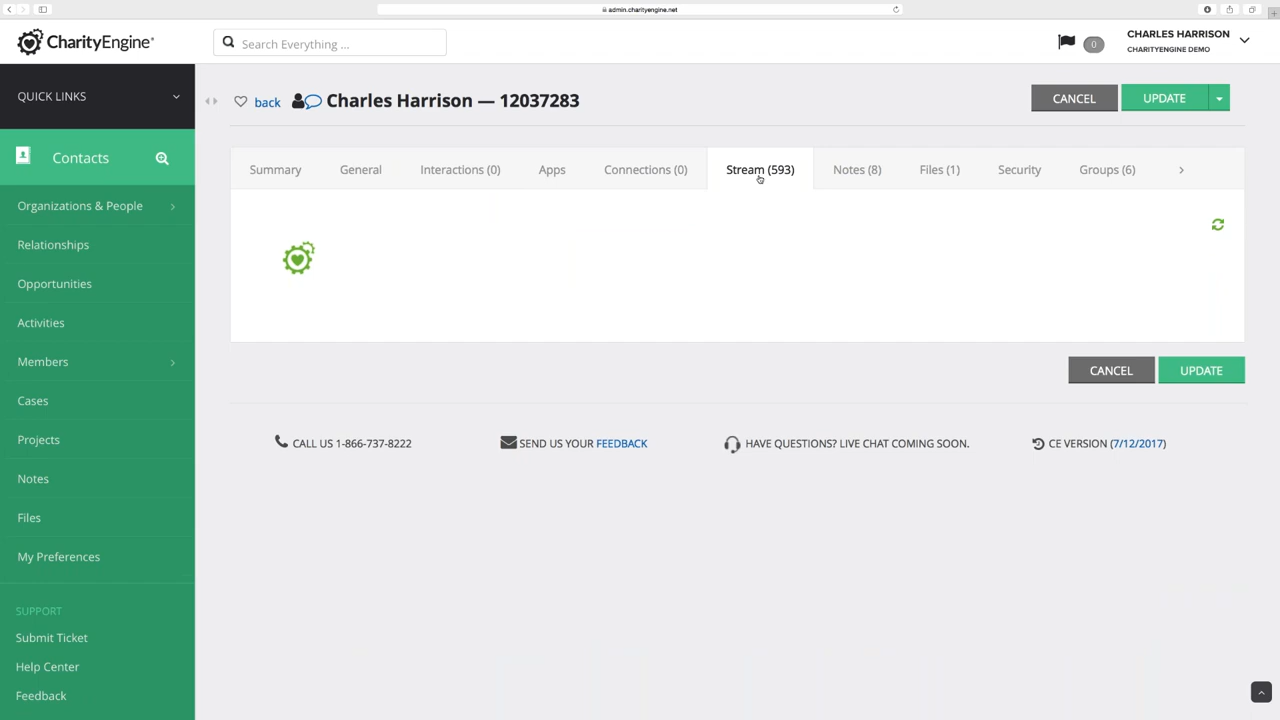 admin.charityengine.net
CharityEngine
Search Everything ...
0
CHARLES HARRISON
CHARITYENGINE DEMO
QUICK LINKS
back
Charles Harrison — 12037283
CANCEL
UPDATE
Contacts
Summary
General
Interactions (0)
Apps
Connections (0)
Stream (593)
Notes (8)
Files (1)
Security
Groups (6)
Organizations & People
Relationships
Opportunities
Activities
Members
Cases
Projects
Notes
Files
My Preferences
CANCEL
UPDATE
CALL US 1-866-737-8222
SEND US YOUR FEEDBACK
HAVE QUESTIONS? LIVE CHAT COMING SOON.
CE VERSION (7/12/2017)
SUPPORT
Submit Ticket
Help Center
Feedback